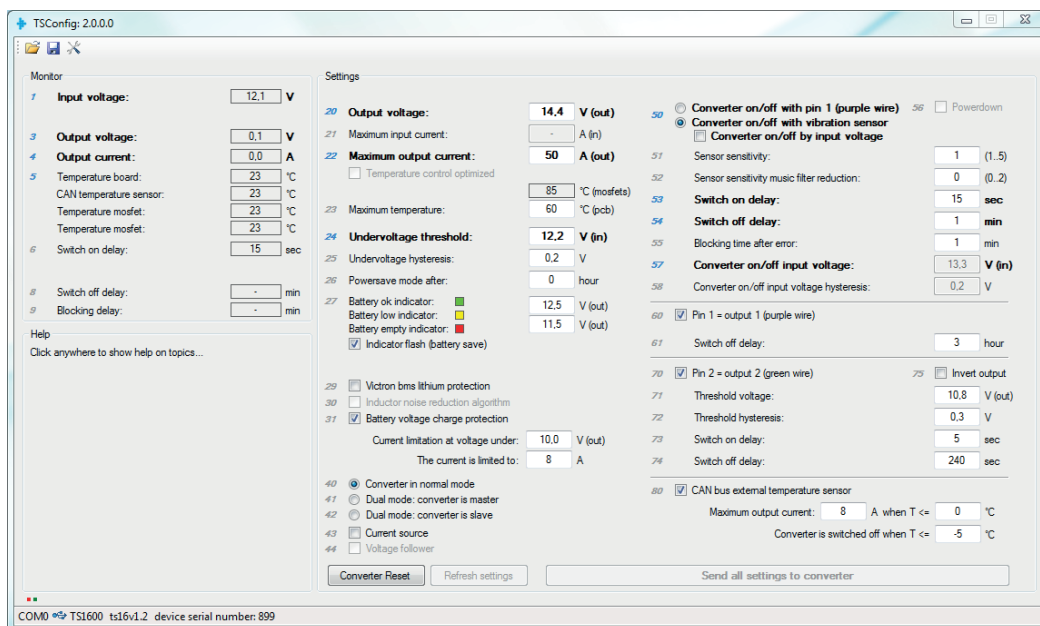 TSConfig: 2.0.0.0
Monitor
1 Input voltage: 12,1 V
3 Output voltage: 0,1 V
4 Output current: 0,0 A
5 Temperature board: 23 °C
CAN temperature sensor: 23 °C
Temperature mosfet: 23 °C
Temperature mosfet: 23 °C
6 Switch on delay: 15 sec
8 Switch off delay: - min
9 Blocking delay: - min
Help
Click anywhere to show help on topics...
Settings
20 Output voltage: 14,4 V (out)
21 Maximum input current: - A (in)
22 Maximum output current: 50 A (out)
Temperature control optimized
85 °C (mosfets)
23 Maximum temperature: 60 °C (pcb)
24 Undervoltage threshold: 12,2 V (in)
25 Undervoltage hysteresis: 0,2 V
26 Powersave mode after: 0 hour
27 Battery ok indicator: 12,5 V (out)
Battery low indicator:
Battery empty indicator: 11,5 V (out)
Indicator flash (battery save)
29 Victron bms lithium protection
30 Inductor noise reduction algorithm
31 Battery voltage charge protection
Current limitation at voltage under: 10,0 V (out)
The current is limited to: 8 A
40 Converter in normal mode
41 Dual mode: converter is master
42 Dual mode: converter is slave
43 Current source
44 Voltage follower
Converter Reset Refresh settings
50 Converter on/off with pin 1 (purple wire) 56 Powerdown
Converter on/off with vibration sensor
Converter on/off by input voltage
51 Sensor sensitivity: 1 (1..5)
52 Sensor sensitivity music filter reduction: 0 (0..2)
53 Switch on delay: 15 sec
54 Switch off delay: 1 min
55 Blocking time after error: 1 min
57 Converter on/off input voltage: 13,3 V (in)
58 Converter on/off input voltage hysteresis: 0,2 V
60 Pin 1 = output 1 (purple wire)
61 Switch off delay: 3 hour
70 Pin 2 = output 2 (green wire) 75 Invert output
71 Threshold voltage: 10,8 V (out)
72 Threshold hysteresis: 0,3 V
73 Switch on delay: 5 sec
74 Switch off delay: 240 sec
80 CAN bus external temperature sensor
Maximum output current: 8 A when T <= 0 °C
Converter is switched off when T <= -5 °C
Send all settings to converter
COM0 TS1600 ts16v1.2 device serial number: 899